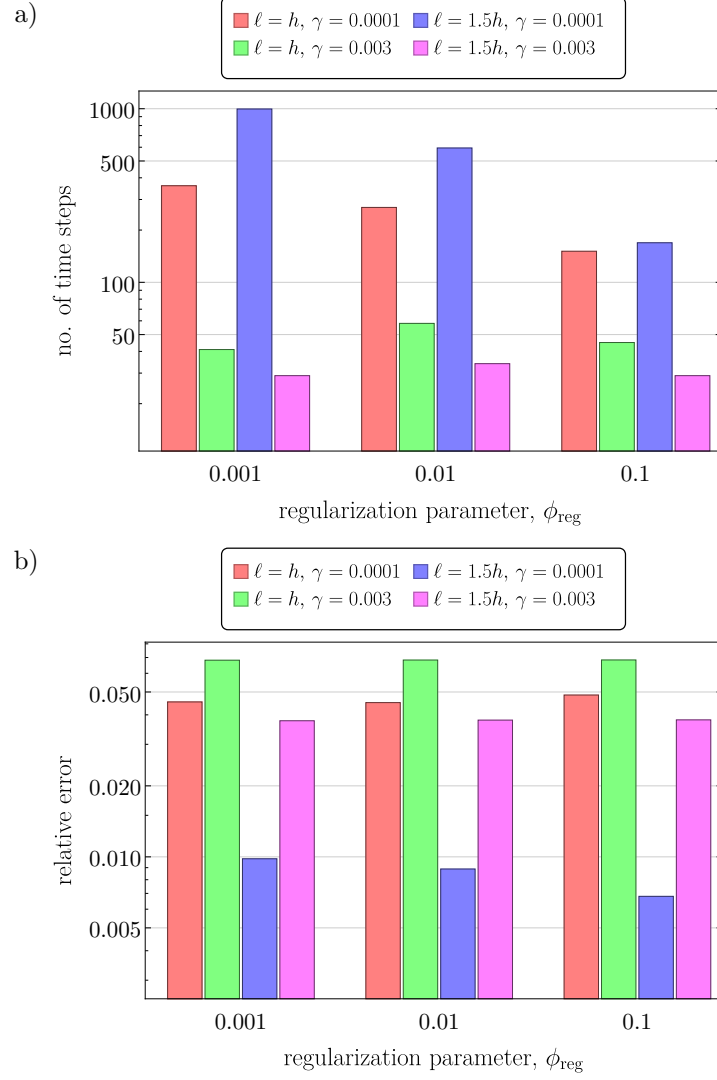 a)
ℓ = h, γ = 0.0001 ℓ = 1.5h, γ = 0.0001
ℓ = h, γ = 0.003 ℓ = 1.5h, γ = 0.003
1000
500
100
50
no. of time steps
0.001 0.01 0.1
regularization parameter, ϕreg
b)
ℓ = h, γ = 0.0001 ℓ = 1.5h, γ = 0.0001
ℓ = h, γ = 0.003 ℓ = 1.5h, γ = 0.003
0.050
0.020
0.010
0.005
relative error
0.001 0.01 0.1
regularization parameter, ϕreg